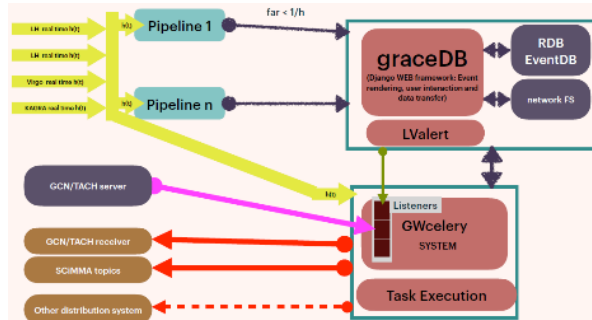 far < 1/h
LH real time h(t)
h(t)
Pipeline 1
LH real time h(t)
Virgo real time h(t)
KAGRA real time h(t)
h(t)
Pipeline n
graceDB
(Django WEB framework: Event
rendering, user interaction and
data transfer)
RDB
EventDB
network FS
LValert
GCN/TACH server
h(t)
Listeners
GWcelery
SYSTEM
GCN/TACH receiver
SCiMMA topics
Other distribution system
Task Execution